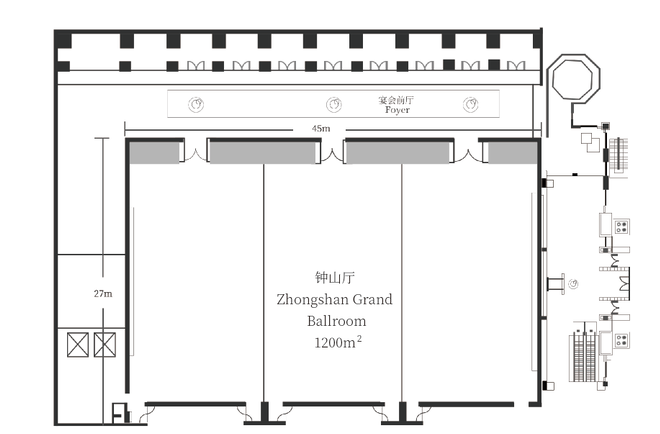 宴会前厅
Foyer
45m
27m
钟山厅
Zhongshan Grand
Ballroom
1200m²